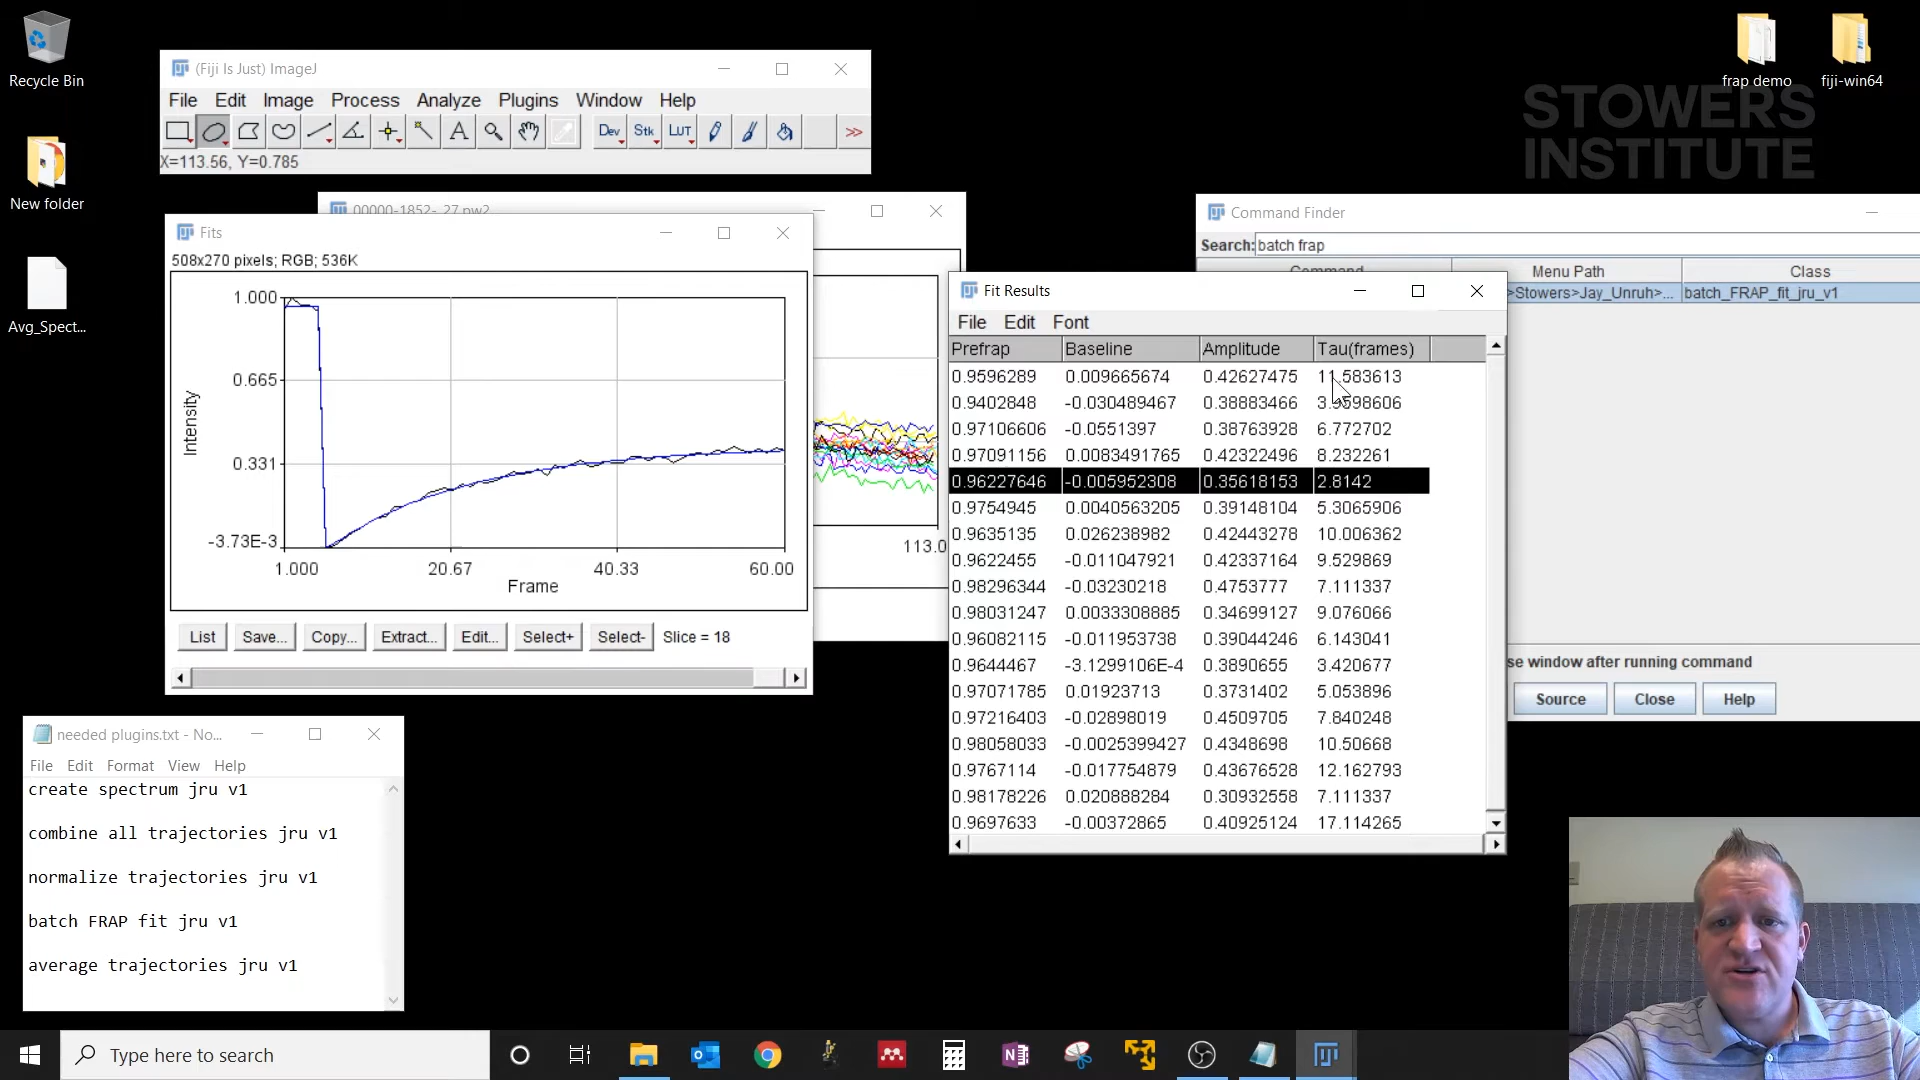 Recycle Bin
New folder
Avg_Spect...
frap demo
fiji-win64
STOWERS
INSTITUTE
(Fiji Is Just) ImageJ
File Edit Image Process Analyze Plugins Window Help
A Dev Stk LUT >>
X=113.56, Y=0.785
00000-1852-_27.pw2
113.0
Fits
508x270 pixels; RGB; 536K
1.000
0.665
0.331
-3.73E-3
Intensity
1.000 20.67 40.33 60.00
Frame
List Save... Copy... Extract... Edit... Select+ Select- Slice = 18
Command Finder
Search: batch frap
Command Menu Path Class
>Stowers>Jay_Unruh>... batch_FRAP_fit_jru_v1
se window after running command
Source Close Help
Fit Results
File Edit Font
Prefrap Baseline Amplitude Tau(frames)
0.9596289 0.009665674 0.42627475 11.583613
0.9402848 -0.030489467 0.38883466 3.9598606
0.97106606 -0.0551397 0.38763928 6.772702
0.97091156 0.0083491765 0.42322496 8.232261
0.96227646 -0.005952308 0.35618153 2.8142
0.9754945 0.0040563205 0.39148104 5.3065906
0.9635135 0.026238982 0.42443278 10.006362
0.9622455 -0.011047921 0.42337164 9.529869
0.98296344 -0.03230218 0.4753777 7.111337
0.98031247 0.0033308885 0.34699127 9.076066
0.96082115 -0.011953738 0.39044246 6.143041
0.9644467 -3.1299106E-4 0.3890655 3.420677
0.97071785 0.01923713 0.3731402 5.053896
0.97216403 -0.02898019 0.4509705 7.840248
0.98058033 -0.0025399427 0.4348698 10.50668
0.9767114 -0.017754879 0.43676528 12.162793
0.98178226 0.020888284 0.30932558 7.111337
0.9697633 -0.00372865 0.40925124 17.114265
needed plugins.txt - No...
File Edit Format View Help
create spectrum jru v1
combine all trajectories jru v1
normalize trajectories jru v1
batch FRAP fit jru v1
average trajectories jru v1
Type here to search